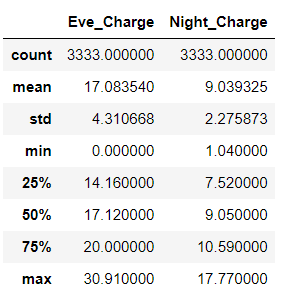 Eve_Charge Night_Charge
count 3333.000000 3333.000000
mean 17.083540 9.039325
std 4.310668 2.275873
min 0.000000 1.040000
25% 14.160000 7.520000
50% 17.120000 9.050000
75% 20.000000 10.590000
max 30.910000 17.770000